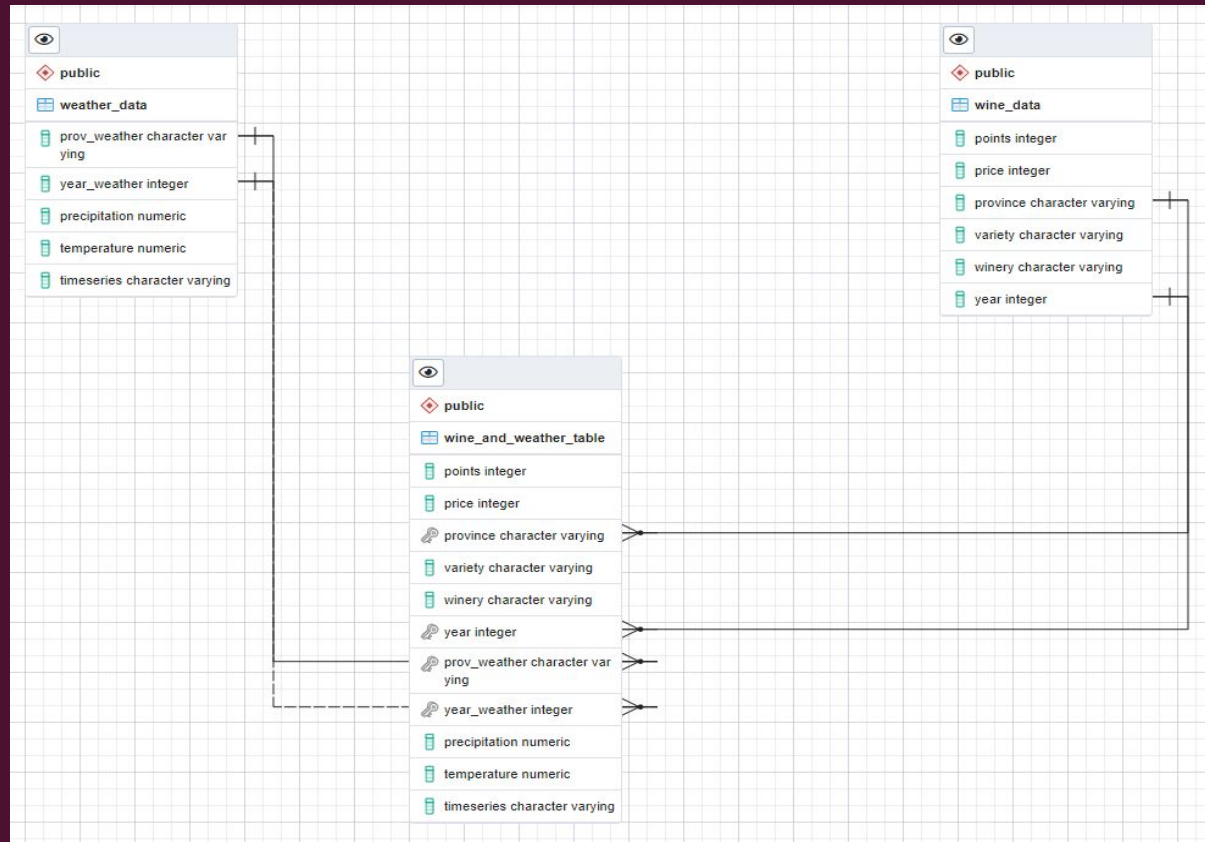 public
weather_data
prov_weather character var
ying
year_weather integer
precipitation numeric
temperature numeric
timeseries character varying
public
wine_data
points integer
price integer
province character varying
variety character varying
winery character varying
year integer
public
wine_and_weather_table
points integer
price integer
province character varying
variety character varying
winery character varying
year integer
prov_weather character var
ying
year_weather integer
precipitation numeric
temperature numeric
timeseries character varying